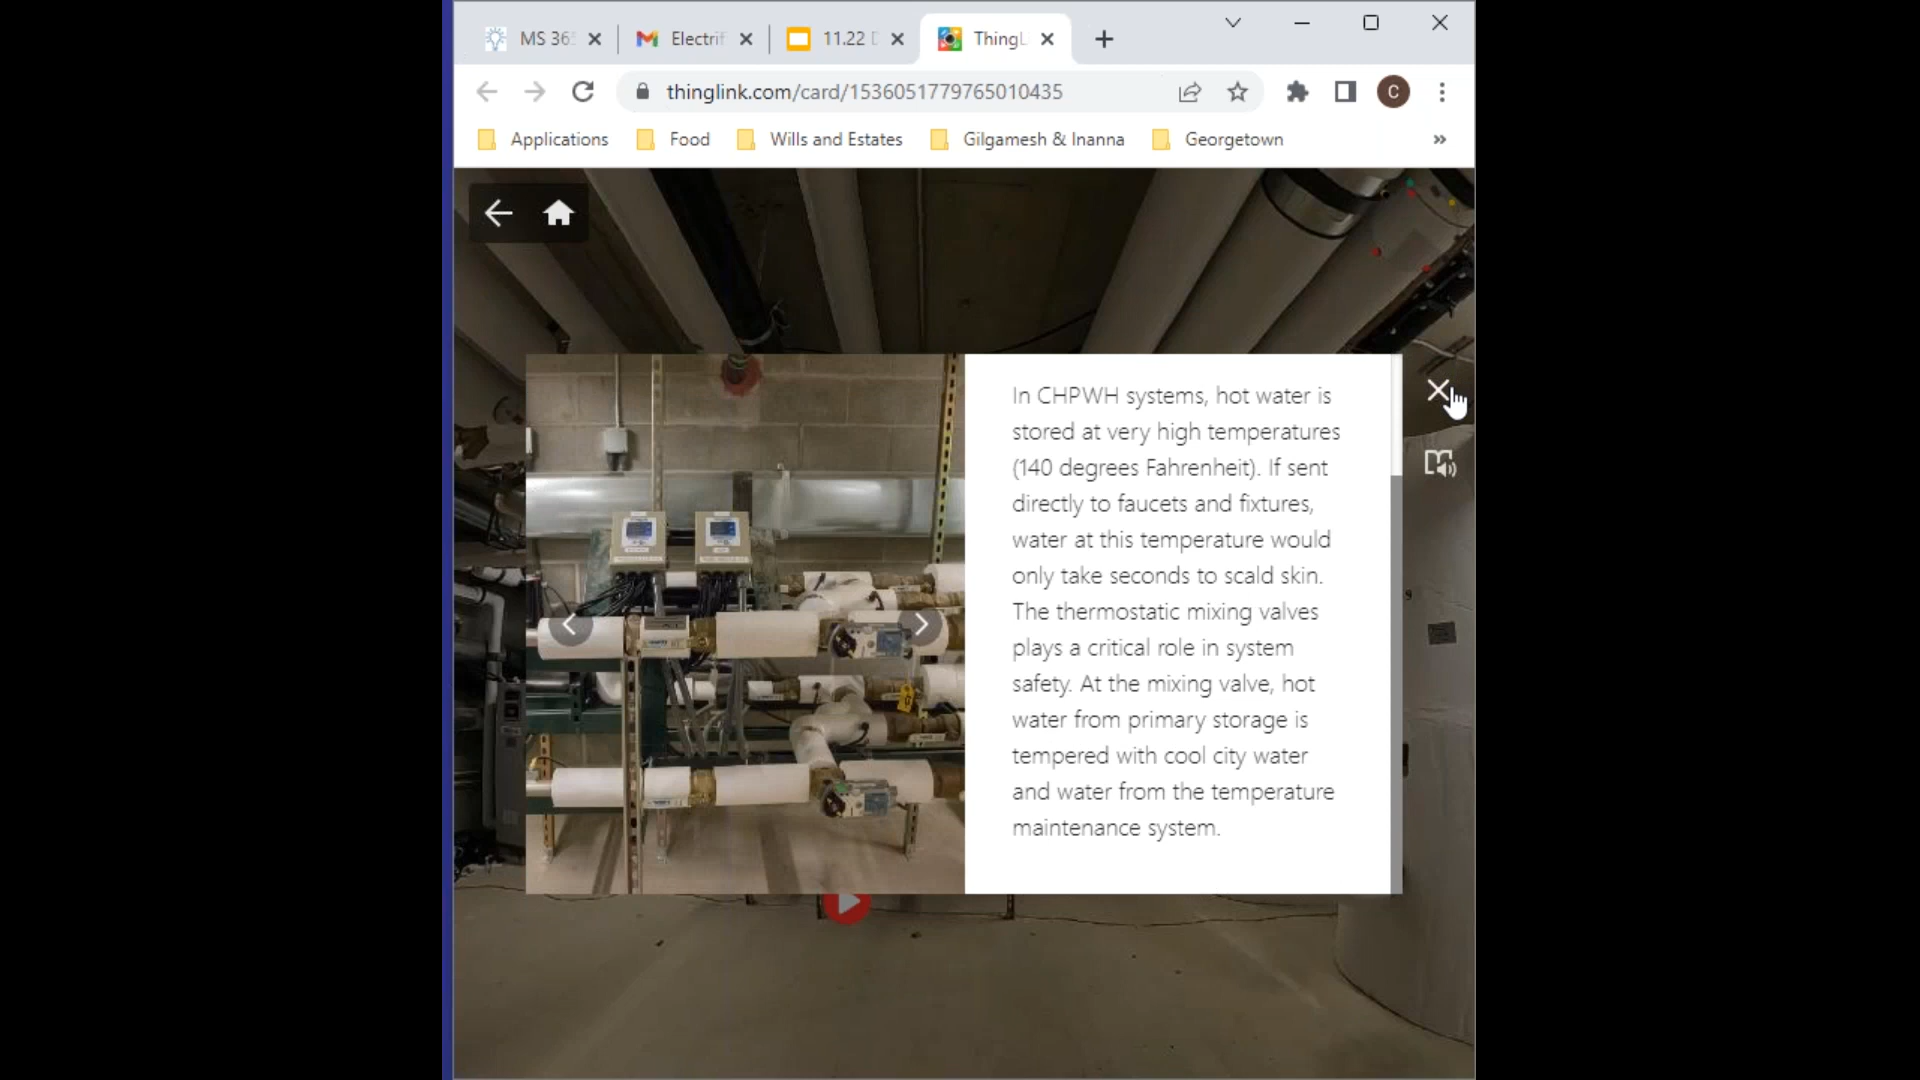 MS 36
Electrif
11.22 D
ThingL
thinglink.com/card/1536051779765010435
C
Applications
Food
Wills and Estates
Gilgamesh & Inanna
Georgetown
In CHPWH systems, hot water is
stored at very high temperatures
(140 degrees Fahrenheit). If sent
directly to faucets and fixtures,
water at this temperature would
only take seconds to scald skin.
The thermostatic mixing valves
plays a critical role in system
safety. At the mixing valve, hot
water from primary storage is
tempered with cool city water
and water from the temperature
maintenance system.